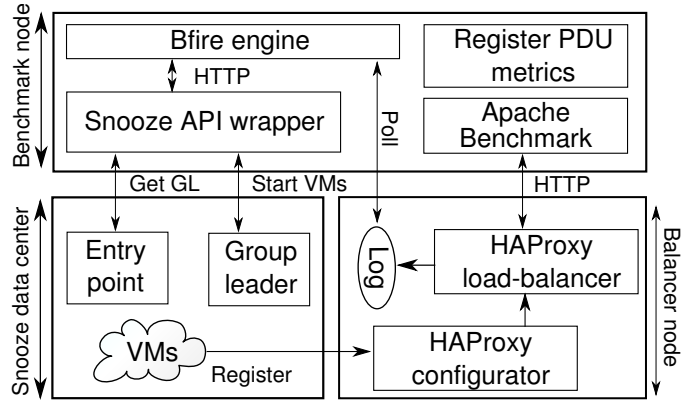 Benchmark node
Bfire engine
HTTP
Snooze API wrapper
Poll
Register PDU
metrics
Apache
Benchmark
Get GL
Start VMs
HTTP
Snooze data center
Entry
point
Group
leader
VMs
Register
Log
HAProxy
load-balancer
HAProxy
configurator
Balancer node